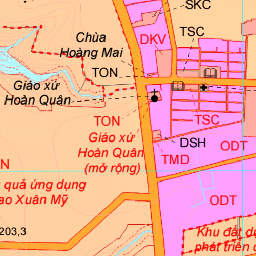 SKC
Chùa
Hoàng Mai
DKV
TSC
TON
Giáo xứ
Hoàn Quân
TON
TSC
Giáo xứ
Hoàn Quân
(mở rộng)
DSH
ODT
TMD
quả ứng dụng
ao Xuân Mỹ
ODT
203,3
Khu đất d
phát triển